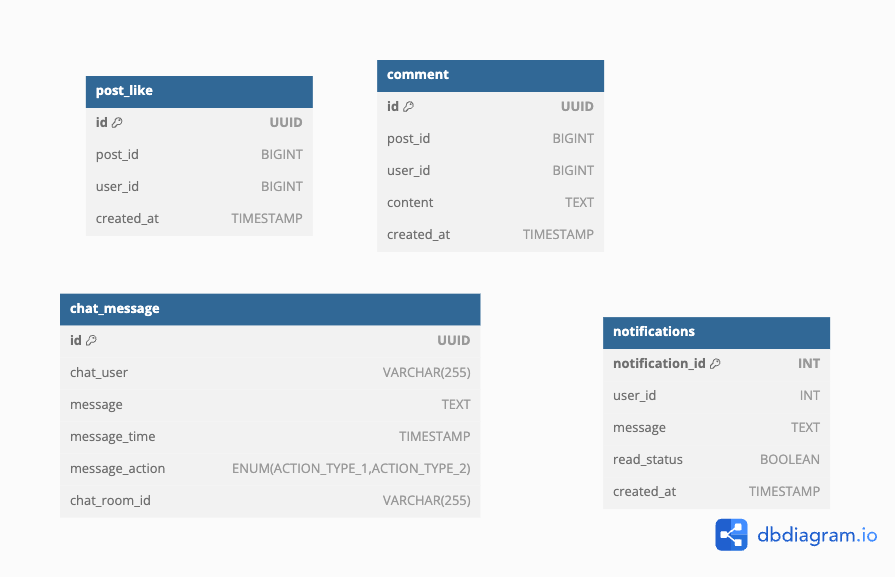 post_like
id UUID
post_id BIGINT
user_id BIGINT
created_at TIMESTAMP
comment
id UUID
post_id BIGINT
user_id BIGINT
content TEXT
created_at TIMESTAMP
chat_message
id UUID
chat_user VARCHAR(255)
message TEXT
message_time TIMESTAMP
message_action ENUM(ACTION_TYPE_1,ACTION_TYPE_2)
chat_room_id VARCHAR(255)
notifications
notification_id INT
user_id INT
message TEXT
read_status BOOLEAN
created_at TIMESTAMP
dbdiagram.io